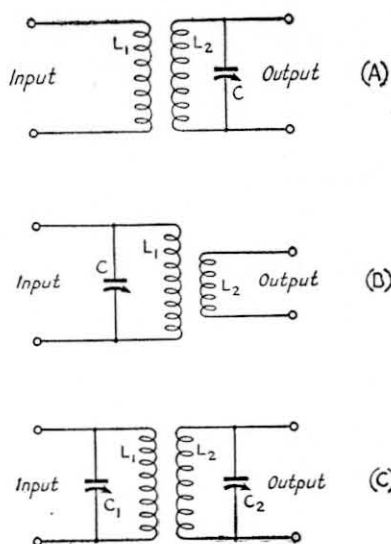 L₁ L₂
Input C Output (A)
C L₁
Input L₂ Output (B)
L₁ L₂
Input C₁ C₂ Output (C)